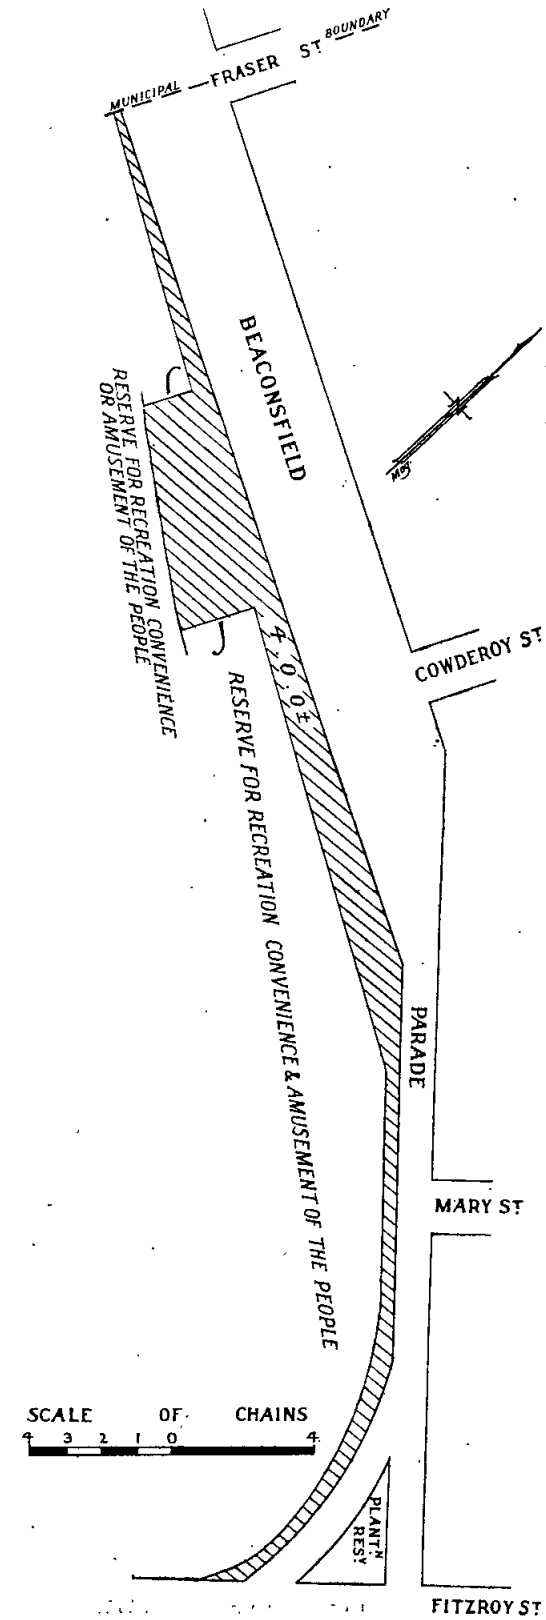 MUNICIPAL
BOUNDARY
FRASER ST
BEACONSFIELD
RESERVE FOR RECREATION CONVENIENCE
OR AMUSEMENT OF THE PEOPLE
Mag.
COWDEROY ST
4. 0. 0±
RESERVE FOR RECREATION CONVENIENCE & AMUSEMENT OF THE PEOPLE
PARADE
MARY ST
SCALE OF CHAINS
4 3 2 1 0 4
PLANTN
RESV
FITZROY ST